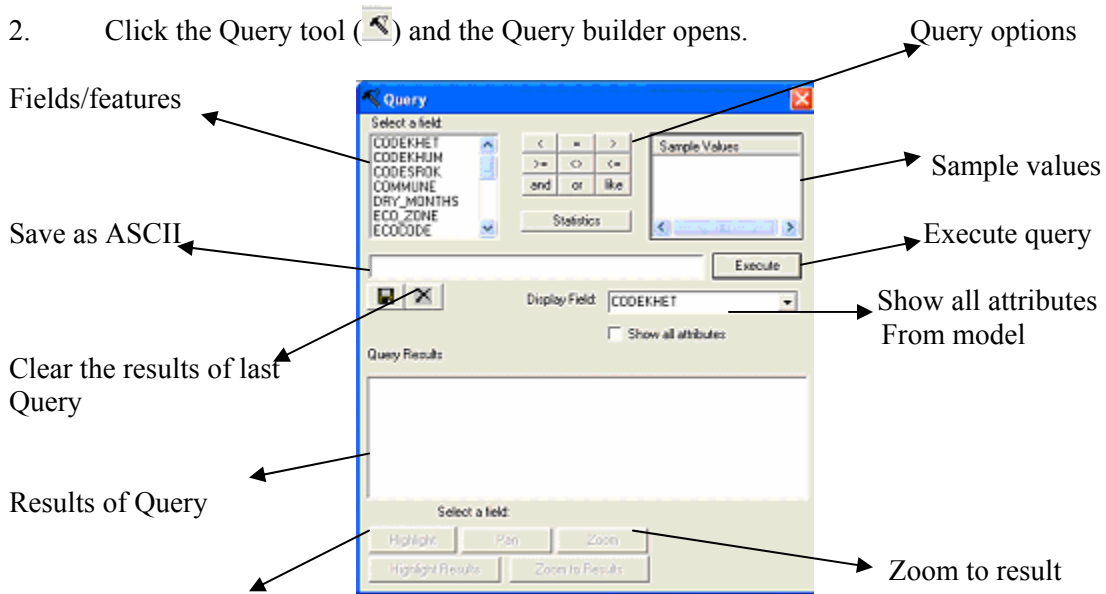 2. Click the Query tool ( ) and the Query builder opens.
Query options
Fields/features
Query
Select a field:
CODEKHET
CODEKHUM
CODESROK
COMMUNE
DRY_MONTHS
ECO_ZONE
ECOCODE
< = >
>= <> <=
and or like
Statistics
Sample Values
Sample values
Save as ASCII
Execute query
Execute
Display Field: CODEKHET
Show all attributes
Show all attributes
From model
Query Results
Clear the results of last
Query
Results of Query
Select a field:
Highlight Pan Zoom
Highlight Results Zoom to Results
Zoom to result